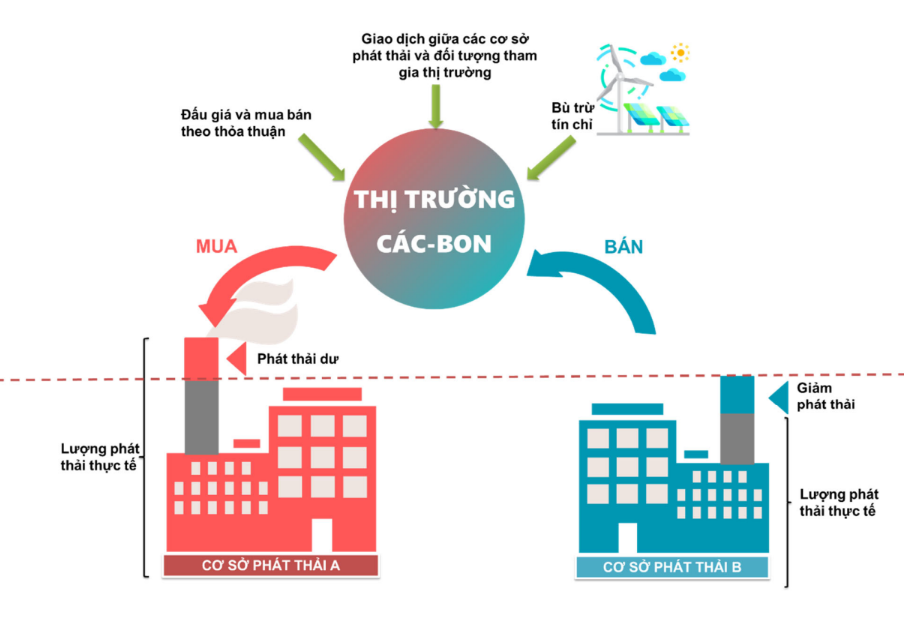 Giao dịch giữa các cơ sở
phát thải và đối tượng tham
gia thị trường
Đấu giá và mua bán
theo thỏa thuận
Bù trừ
tín chỉ
THỊ TRƯỜNG
CÁC-BON
MUA
BÁN
Phát thải dư
Giảm
phát thải
Lượng phát
thải thực tế
Lượng phát
thải thực tế
CƠ SỞ PHÁT THẢI A
CƠ SỞ PHÁT THẢI B